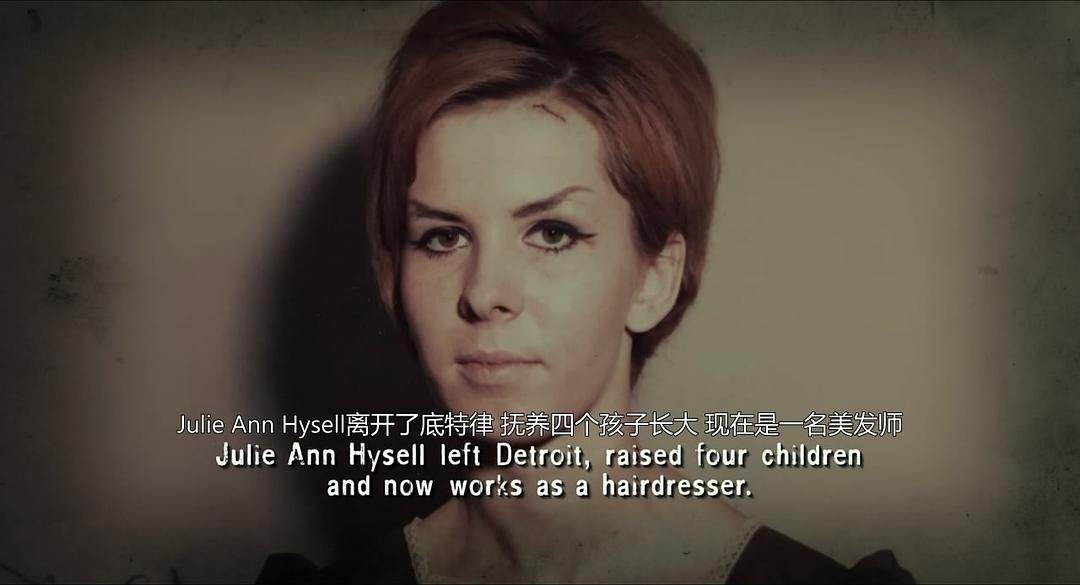 Julie Ann Hysell离开了底特律 抚养四个孩子长大 现在是一名美发师
Julie Ann Hysell left Detroit, raised four children
and now works as a hairdresser.